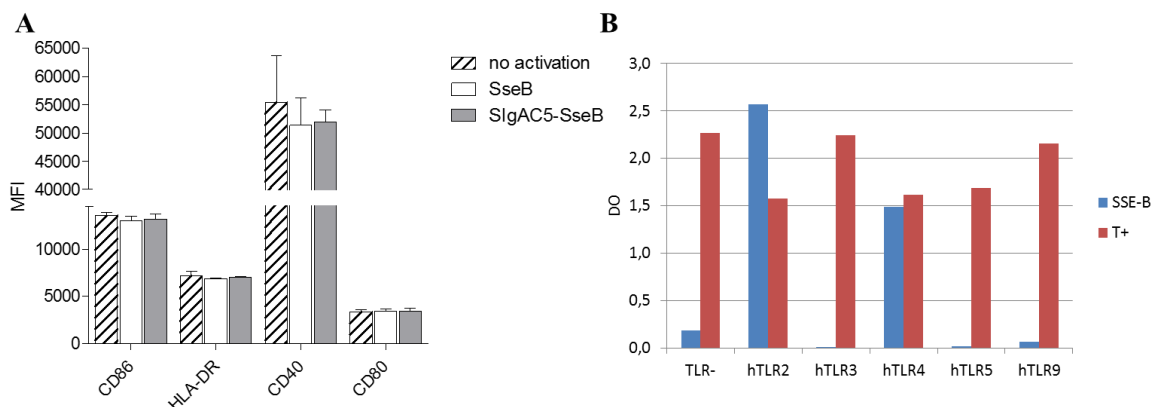 A
MFI
65000
60000
55000
50000
45000
40000
10000
5000
0
CD86
HLA-DR
CD40
CD80
no activation
SseB
SIgAC5-SseB
B
DO
3,0
2,5
2,0
1,5
1,0
0,5
0,0
TLR- hTLR2 hTLR3 hTLR4 hTLR5 hTLR9
SSE-B
T+